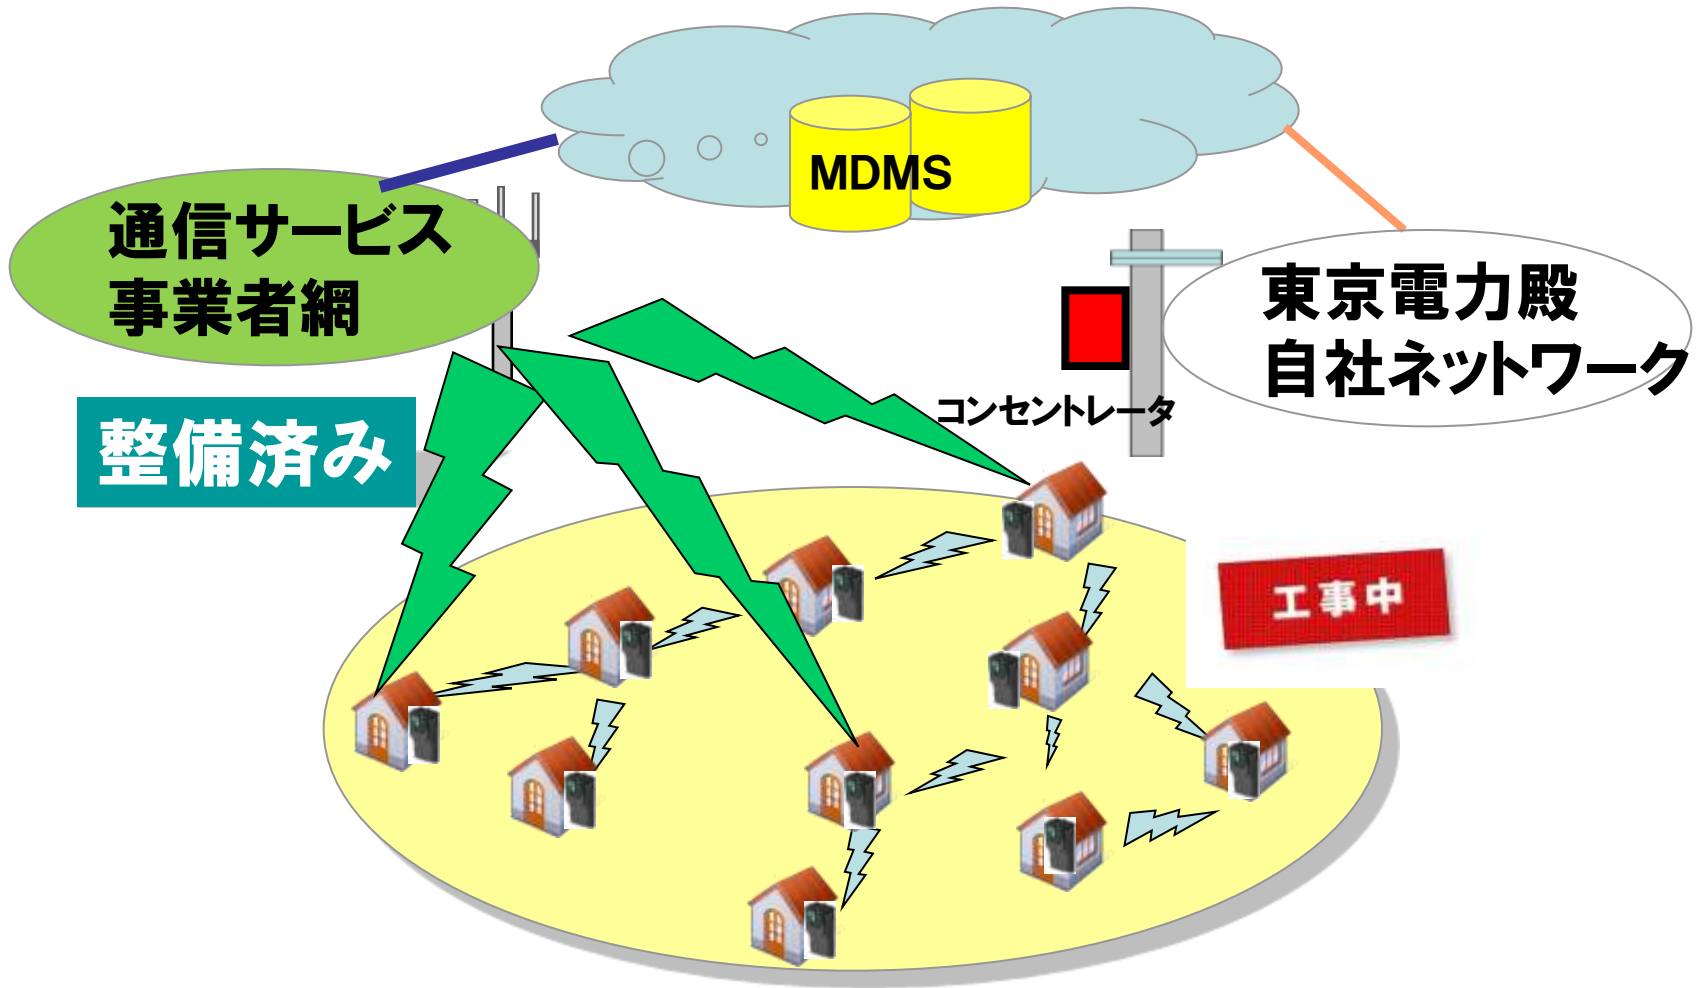 MDMS
通信サービス
事業者網
東京電力殿
自社ネットワーク
コンセントレータ
整備済み
工事中